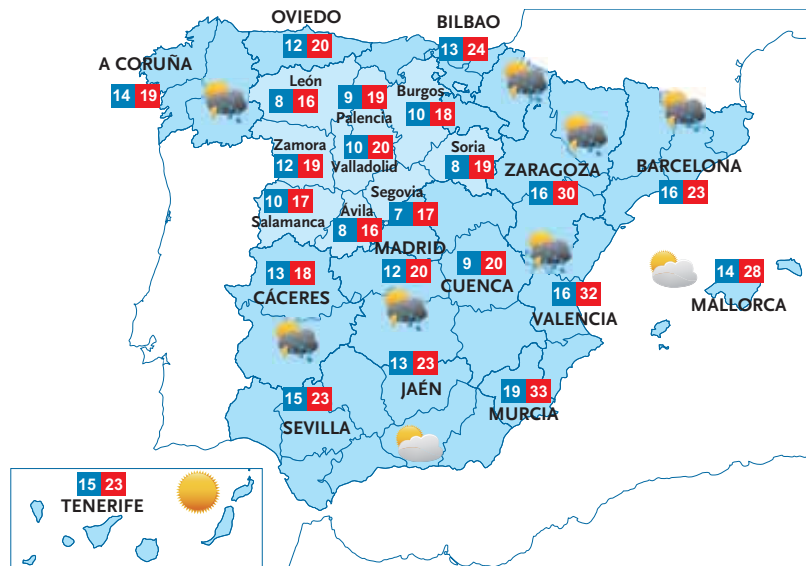 OVIEDO
12 20
BILBAO
13 24
A CORUÑA
14 19
León
8 16
9 19
Palencia
Burgos
10 18
Zamora
12 19
10 20
Valladolid
Soria
8 19
ZARAGOZA
16 30
BARCELONA
16 23
10 17
Salamanca
Ávila
8 16
Segovia
7 17
MADRID
12 20
9 20
CUENCA
13 18
CÁCERES
16 32
VALENCIA
14 28
MALLORCA
13 23
JAÉN
19 33
MURCIA
15 23
SEVILLA
15 23
TENERIFE